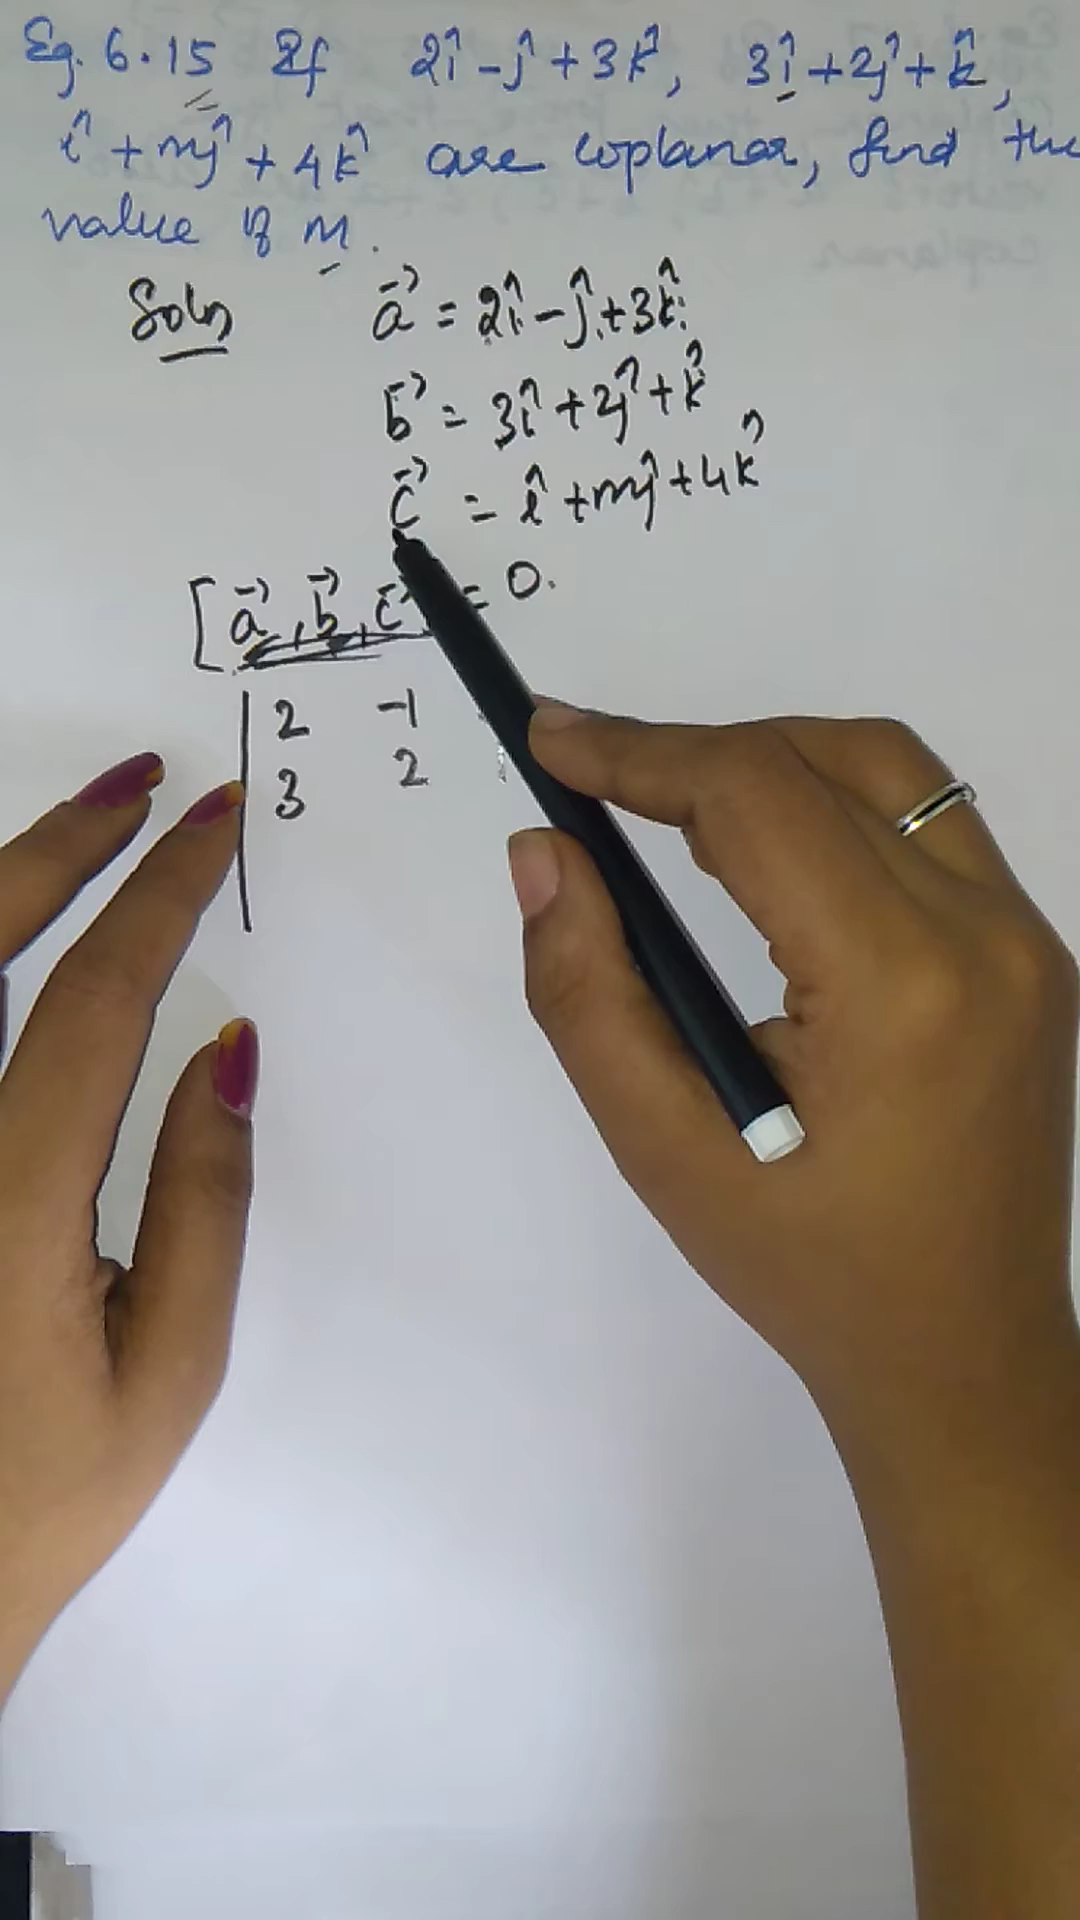 Eg. 6.15 If 2î - ĵ + 3k̂, 3î + 2ĵ + k̂,
î + mĵ + 4k̂ are coplanar, find the
value of m.
Soln a⃗ = 2î - ĵ + 3k̂
b⃗ = 3î + 2ĵ + k̂
c⃗ = î + mĵ + 4k̂
[a⃗, b⃗, c⃗ = 0.
2 -1
3 2